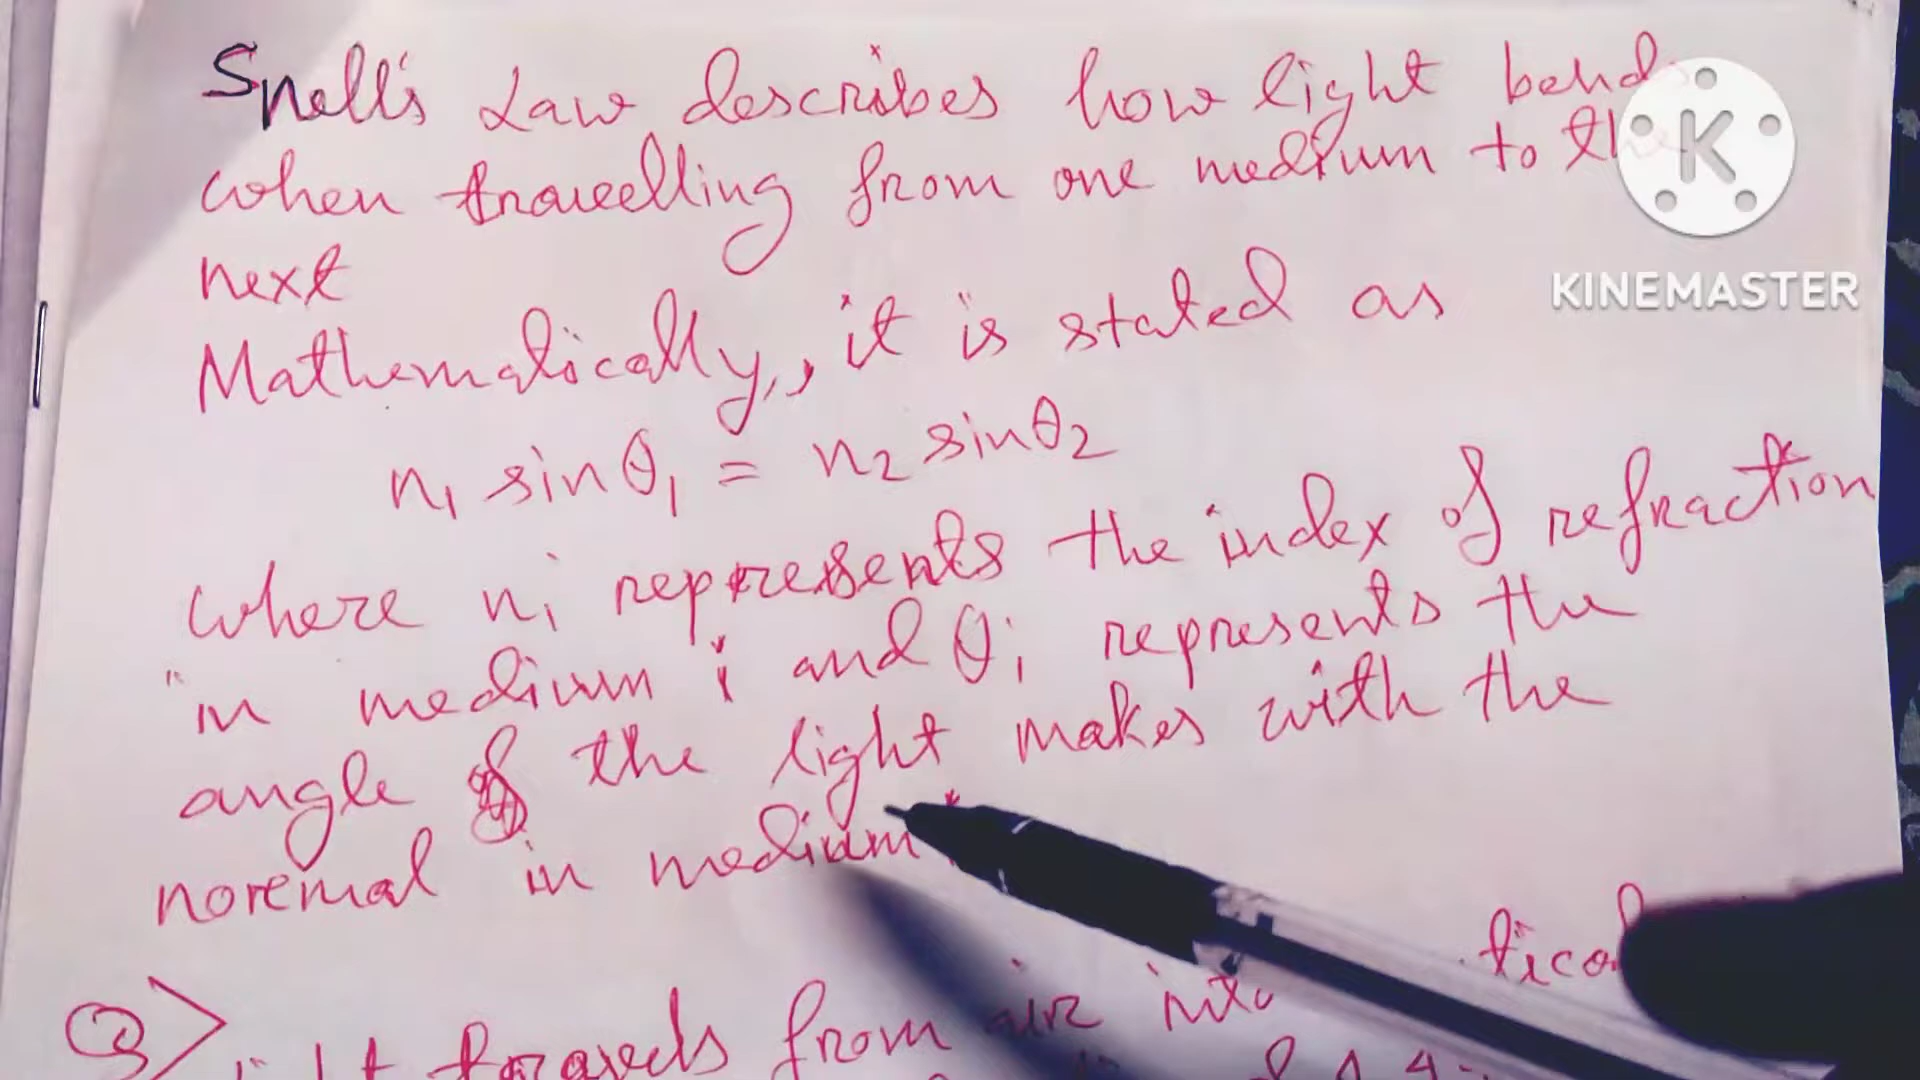 Snell's Law describes how light bends
when travelling from one medium to the
next
Mathematically, it is stated as
n₁ sinθ₁ = n₂ sinθ₂
where nᵢ represents the index of refraction
in medium i and θᵢ represents the
angle of the light makes with the
normal in medium
Q>
travels from air into
K
KINEMASTER